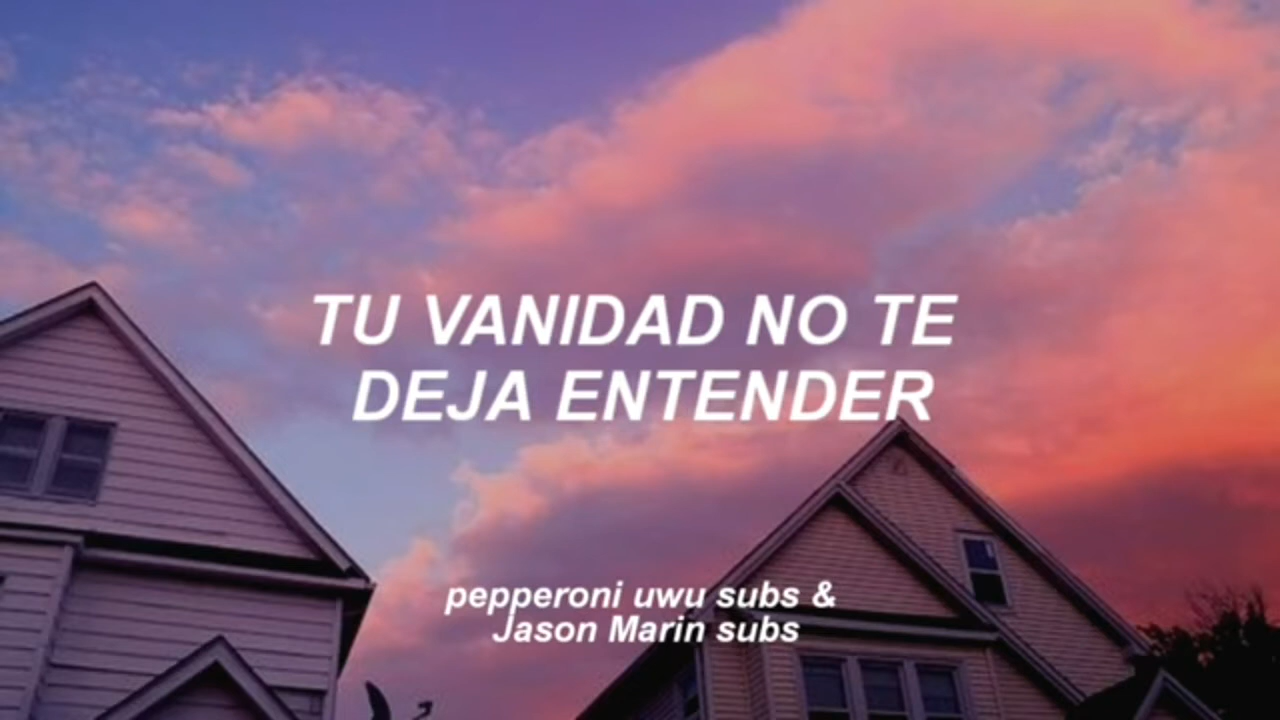 TU VANIDAD NO TE
DEJA ENTENDER
pepperoni uwu subs &
Jason Marin subs